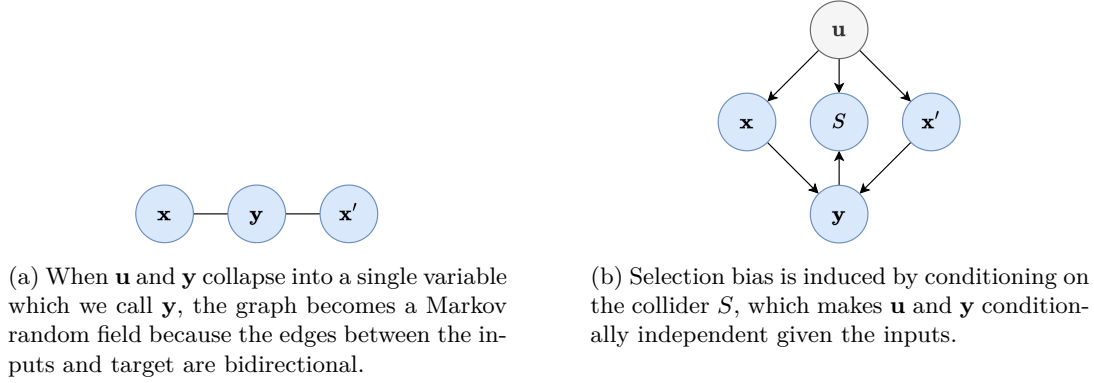 u
x
S
x′
y
x
y
x′
(a) When u and y collapse into a single variable
which we call y, the graph becomes a Markov
random field because the edges between the in-
puts and target are bidirectional.
(b) Selection bias is induced by conditioning on
the collider S, which makes u and y condition-
ally independent given the inputs.